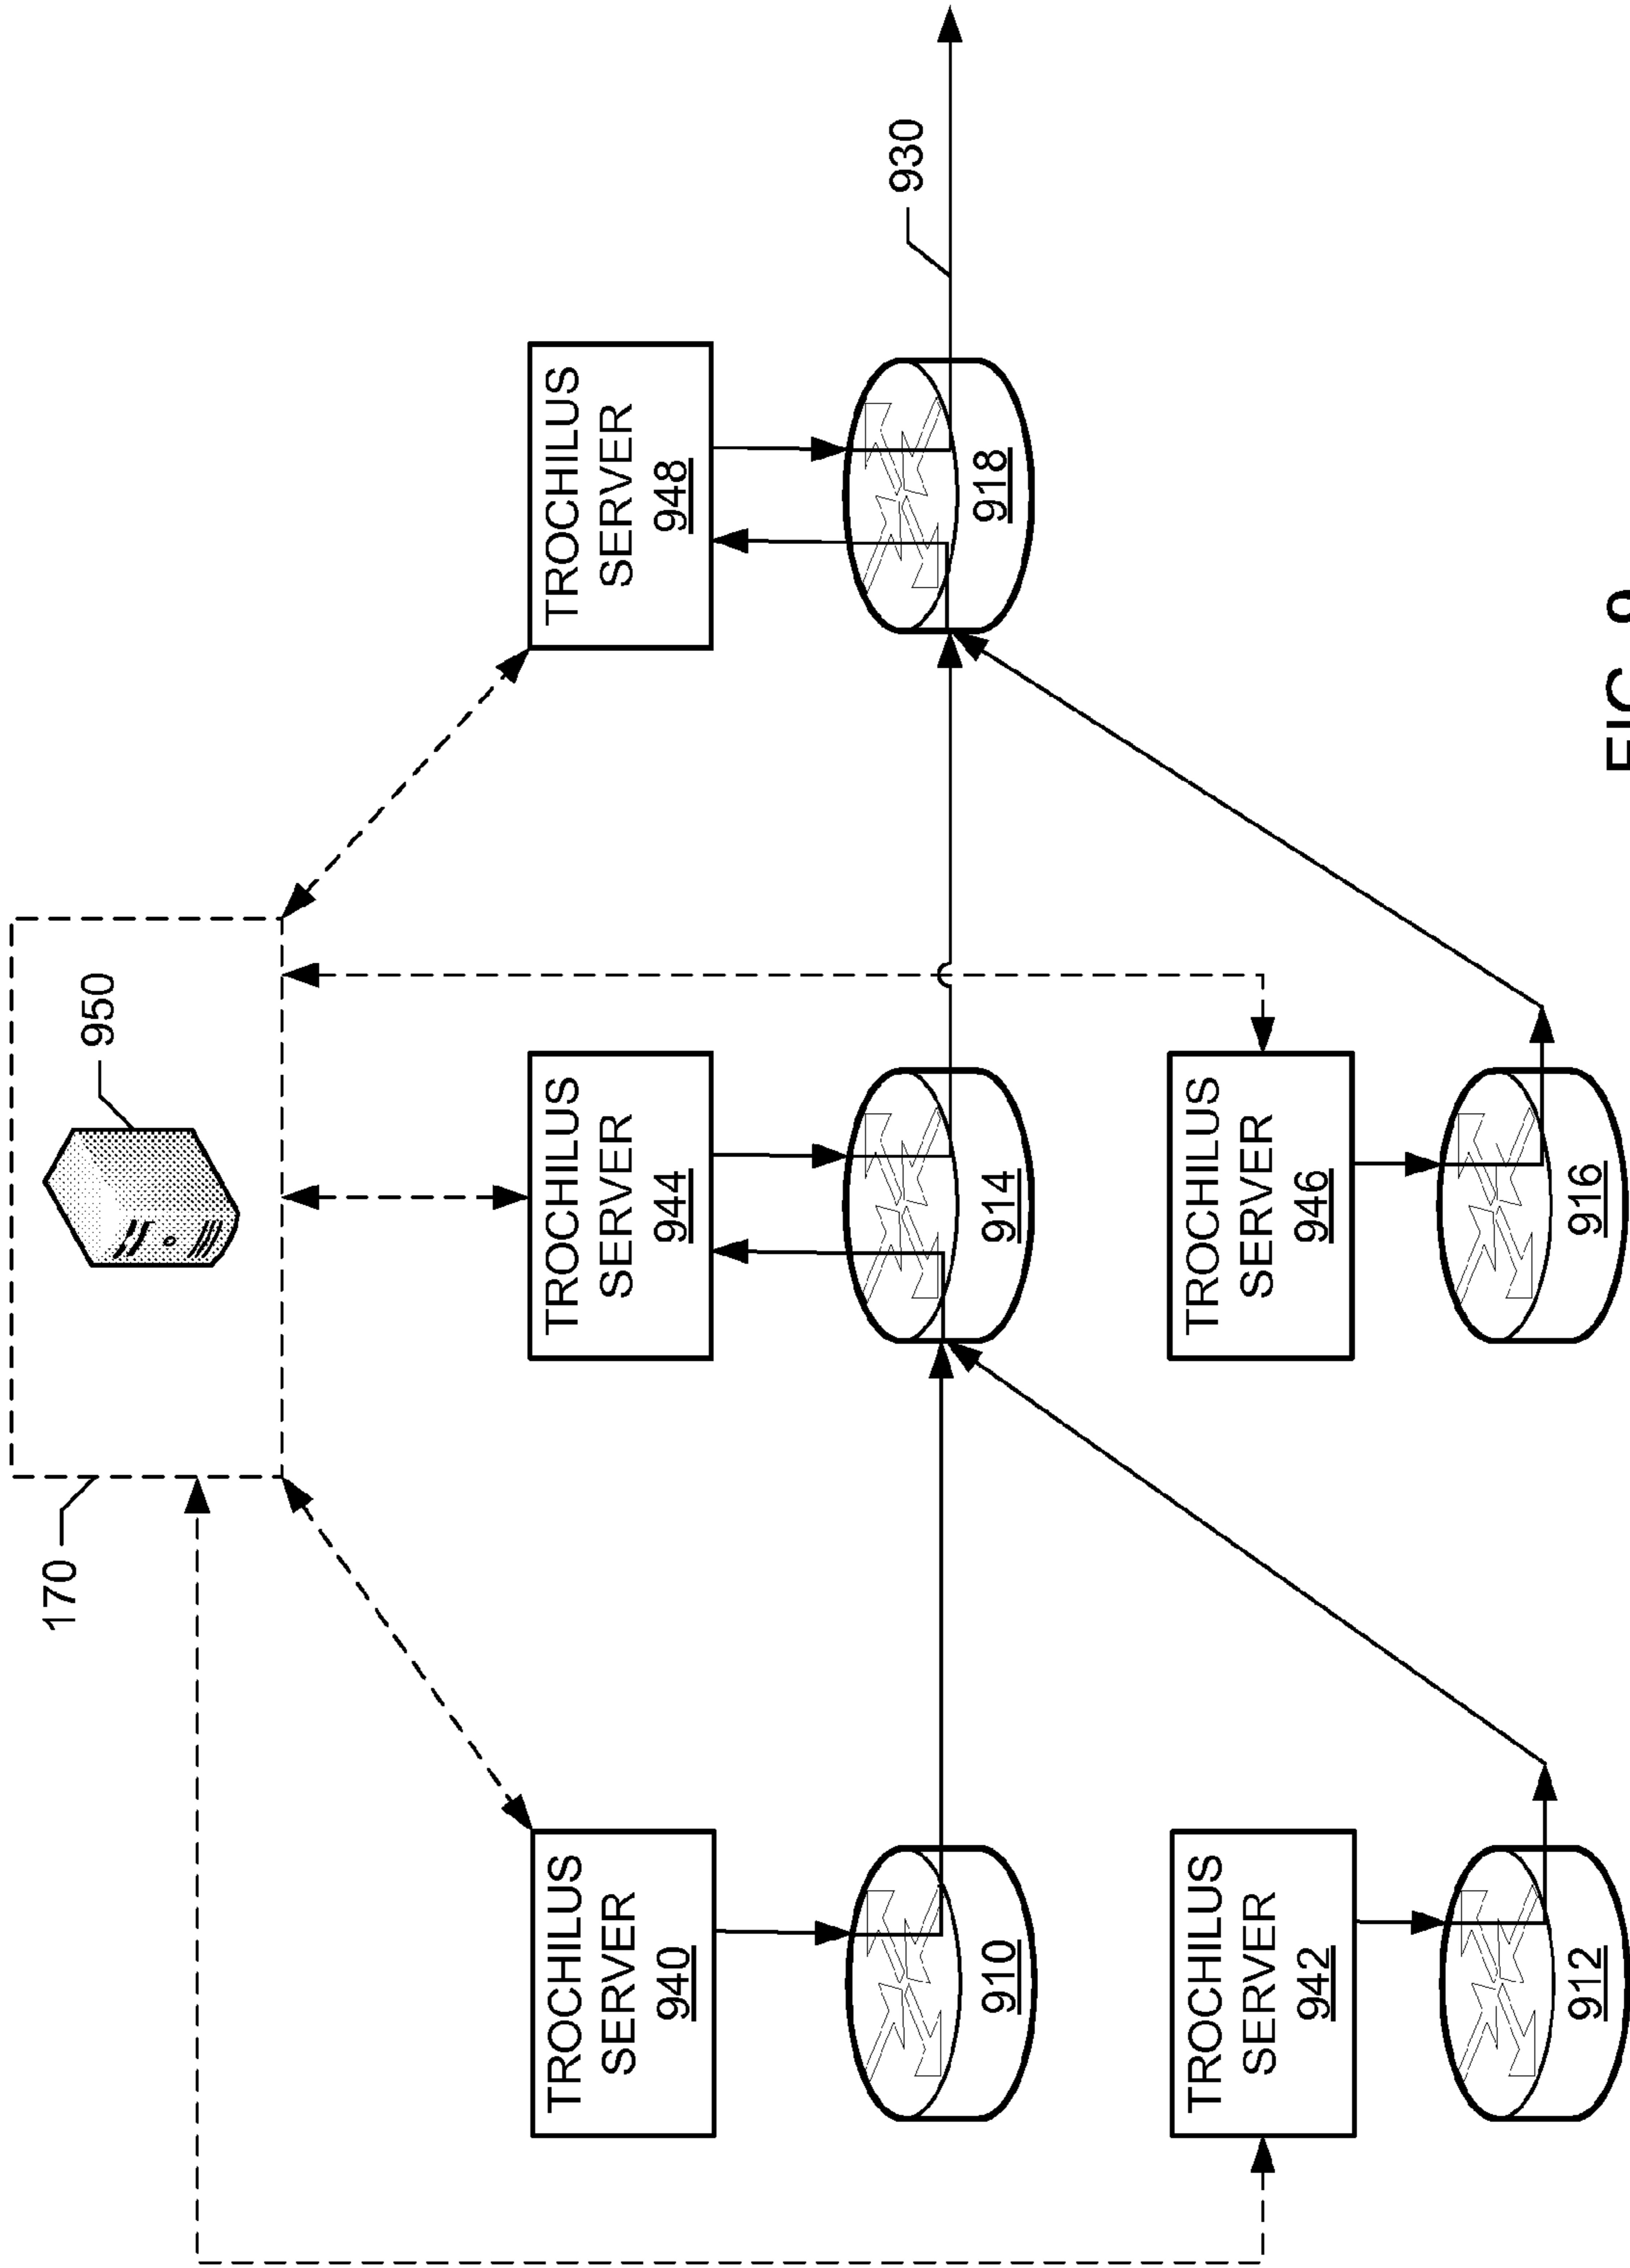 170
950
TROCHILUS
SERVER
940
TROCHILUS
SERVER
944
TROCHILUS
SERVER
948
930
910
914
918
TROCHILUS
SERVER
942
TROCHILUS
SERVER
946
912
916
FIG.